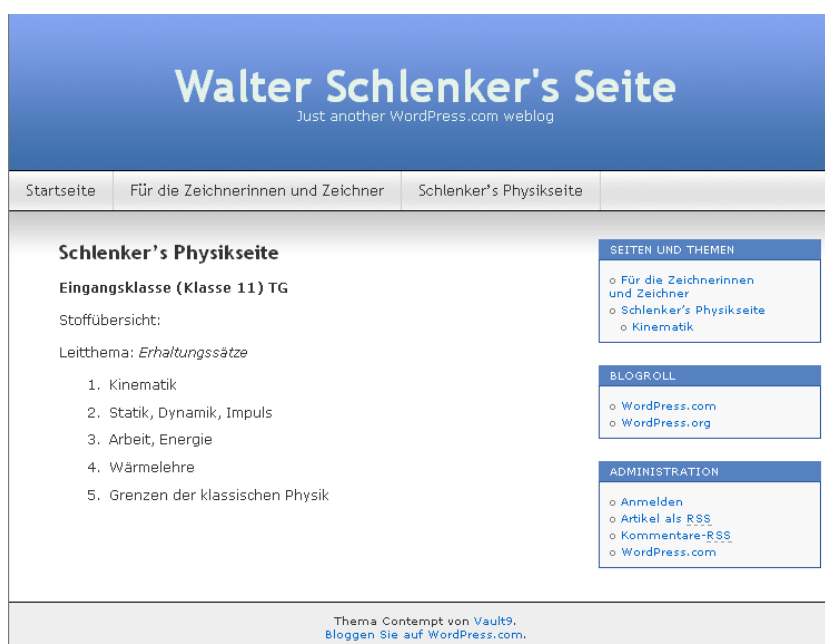 Walter Schlenker's Seite
Just another WordPress.com weblog
Startseite
Für die Zeichnerinnen und Zeichner
Schlenker's Physikseite
Schlenker's Physikseite
Eingangsklasse (Klasse 11) TG
Stoffübersicht:
Leitthema: Erhaltungssätze
1. Kinematik
2. Statik, Dynamik, Impuls
3. Arbeit, Energie
4. Wärmelehre
5. Grenzen der klassischen Physik
SEITEN UND THEMEN
Für die Zeichnerinnen
und Zeichner
Schlenker's Physikseite
Kinematik
BLOGROLL
WordPress.com
WordPress.org
ADMINISTRATION
Anmelden
Artikel als RSS
Kommentare-RSS
WordPress.com
Thema Contempt von Vault9.
Bloggen Sie auf WordPress.com.